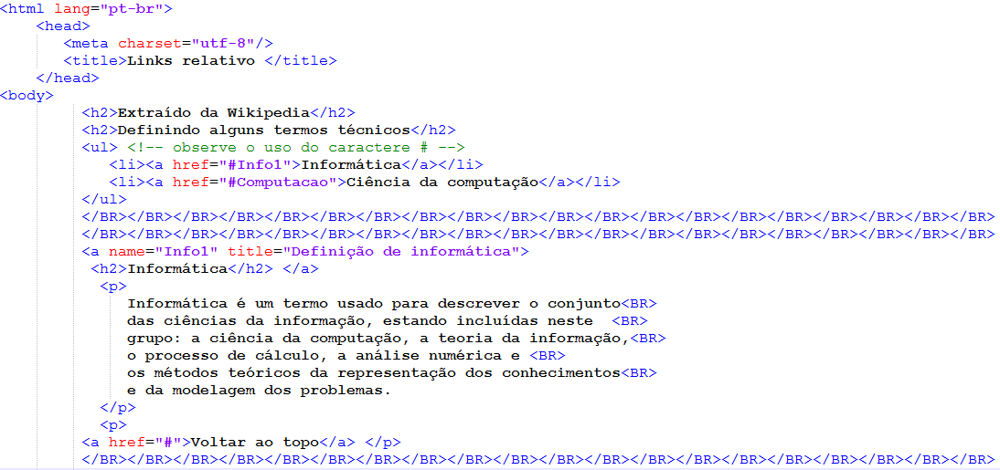 <html lang="pt-br">
<head>
<meta charset="utf-8"/>
<title>Links relativo </title>
</head>
<body>
<h2>Extraído da Wikipedia</h2>
<h2>Definindo alguns termos técnicos</h2>
<ul> <!-- observe o uso do caractere # -->
<li><a href="#Info1">Informática</a></li>
<li><a href="#Computacao">Ciência da computação</a></li>
</ul>
</BR></BR></BR></BR></BR></BR></BR></BR></BR></BR></BR></BR></BR></BR></BR></BR></BR></BR></BR></BR>
</BR></BR></BR></BR></BR></BR></BR></BR></BR></BR></BR></BR></BR></BR></BR></BR></BR></BR></BR></BR>
<a name="Info1" title="Definição de informática">
<h2>Informática</h2> </a>
<p>
Informática é um termo usado para descrever o conjunto<BR>
das ciências da informação, estando incluídas neste  <BR>
grupo: a ciência da computação, a teoria da informação,<BR>
o processo de cálculo, a análise numérica e <BR>
os métodos teóricos da representação dos conhecimentos<BR>
e da modelagem dos problemas.
</p>
<p>
<a href="#">Voltar ao topo</a> </p>
</BR></BR></BR></BR></BR></BR></BR></BR></BR></BR></BR></BR></BR></BR></BR></BR></BR></BR></BR></BR>